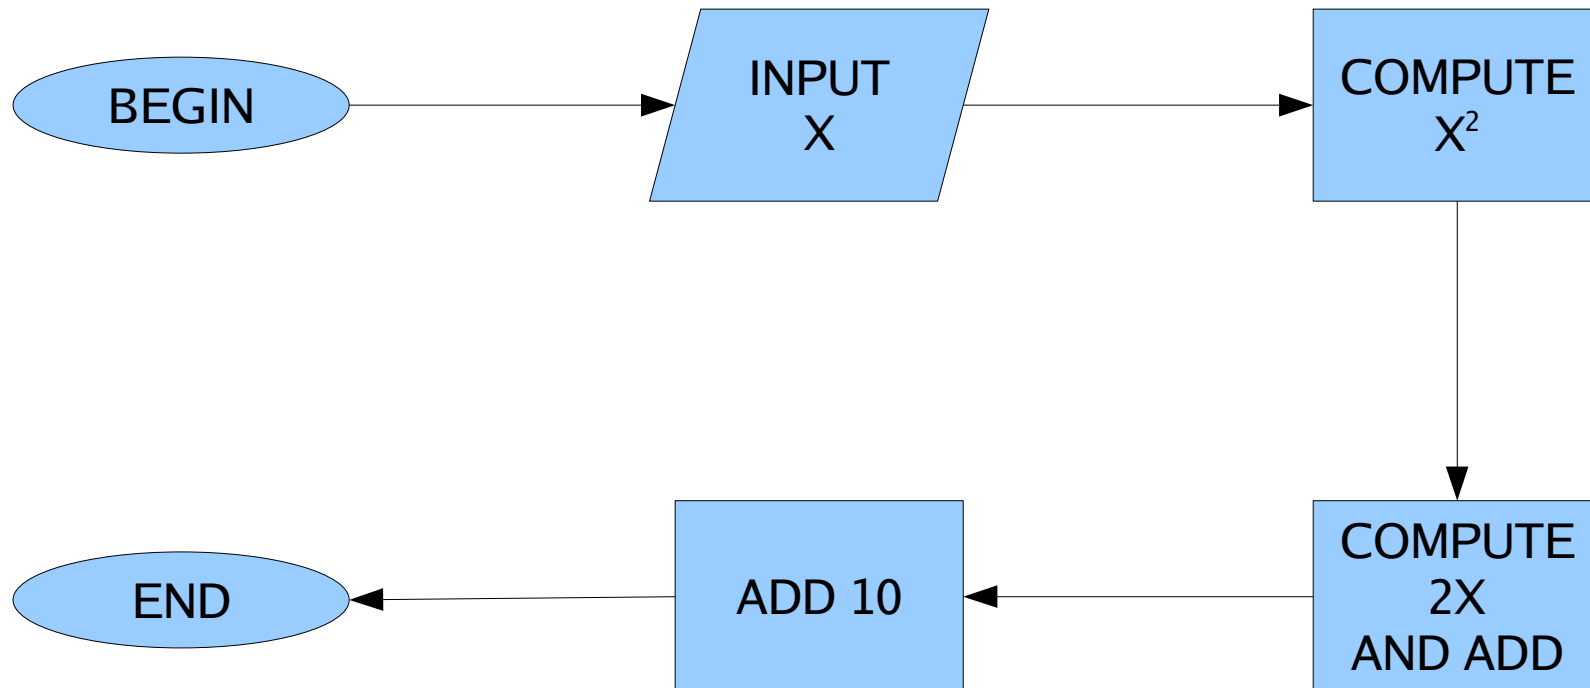 BEGIN
INPUT
X
COMPUTE
X²
COMPUTE
2X
AND ADD
ADD 10
END